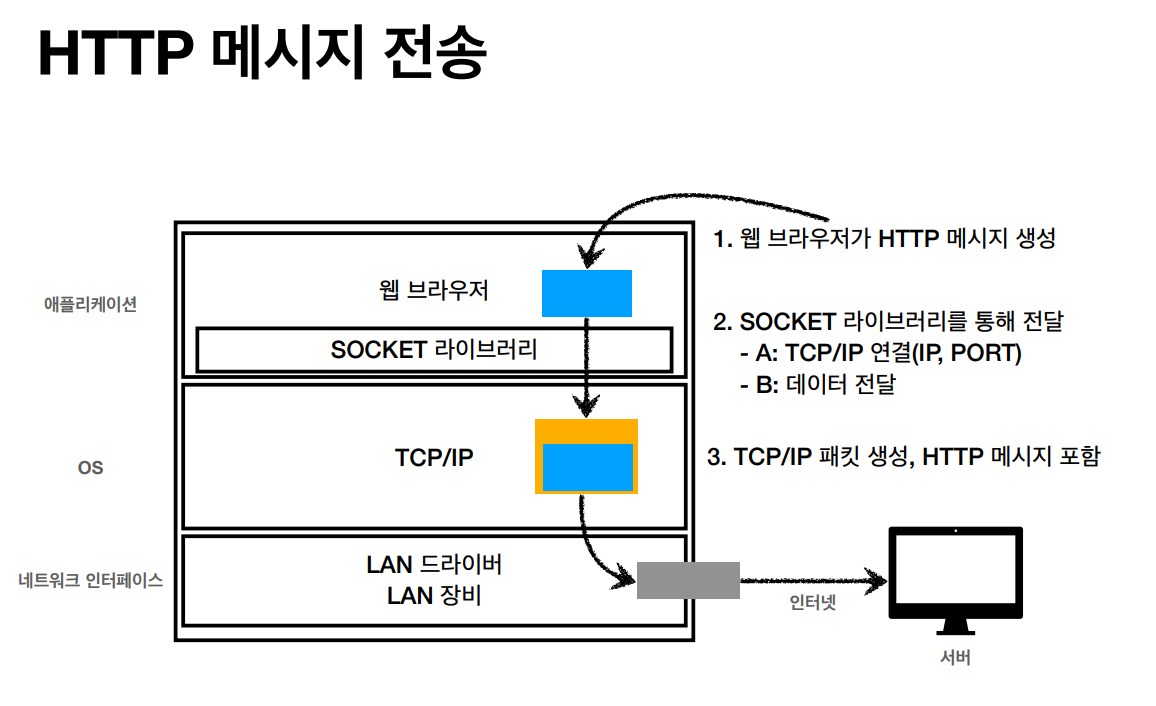 HTTP 메시지 전송
1. 웹 브라우저가 HTTP 메시지 생성
애플리케이션
웹 브라우저
SOCKET 라이브러리
2. SOCKET 라이브러리를 통해 전달
- A: TCP/IP 연결(IP, PORT)
- B: 데이터 전달
OS
TCP/IP
3. TCP/IP 패킷 생성, HTTP 메시지 포함
네트워크 인터페이스
LAN 드라이버
LAN 장비
인터넷
서버